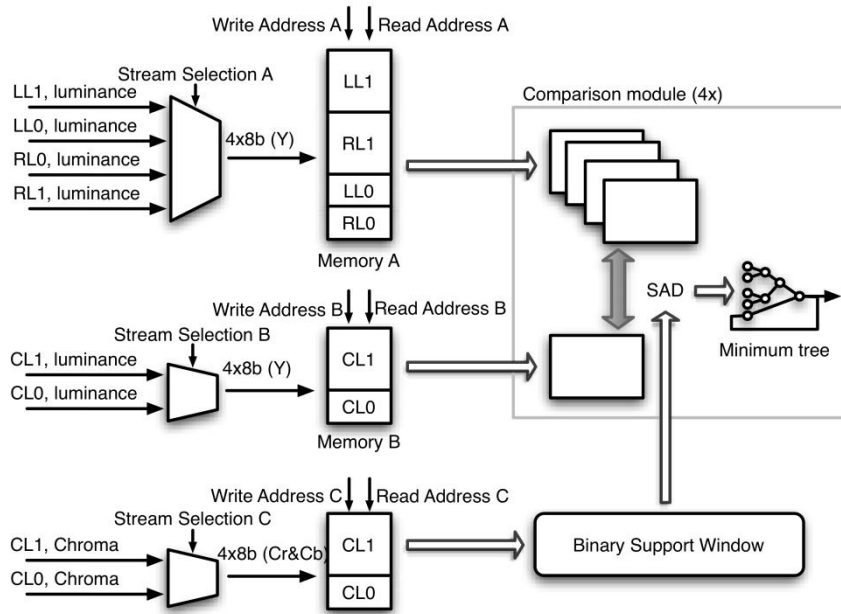 Write Address A
Read Address A
Stream Selection A
LL1, luminance
LL0, luminance
RL0, luminance
RL1, luminance
4x8b (Y)
LL1
RL1
LL0
RL0
Memory A
Comparison module (4x)
SAD
Minimum tree
Write Address B
Read Address B
Stream Selection B
CL1, luminance
CL0, luminance
4x8b (Y)
CL1
CL0
Memory B
Write Address C
Read Address C
Stream Selection C
CL1, Chroma
CL0, Chroma
4x8b (Cr&Cb)
CL1
CL0
Binary Support Window